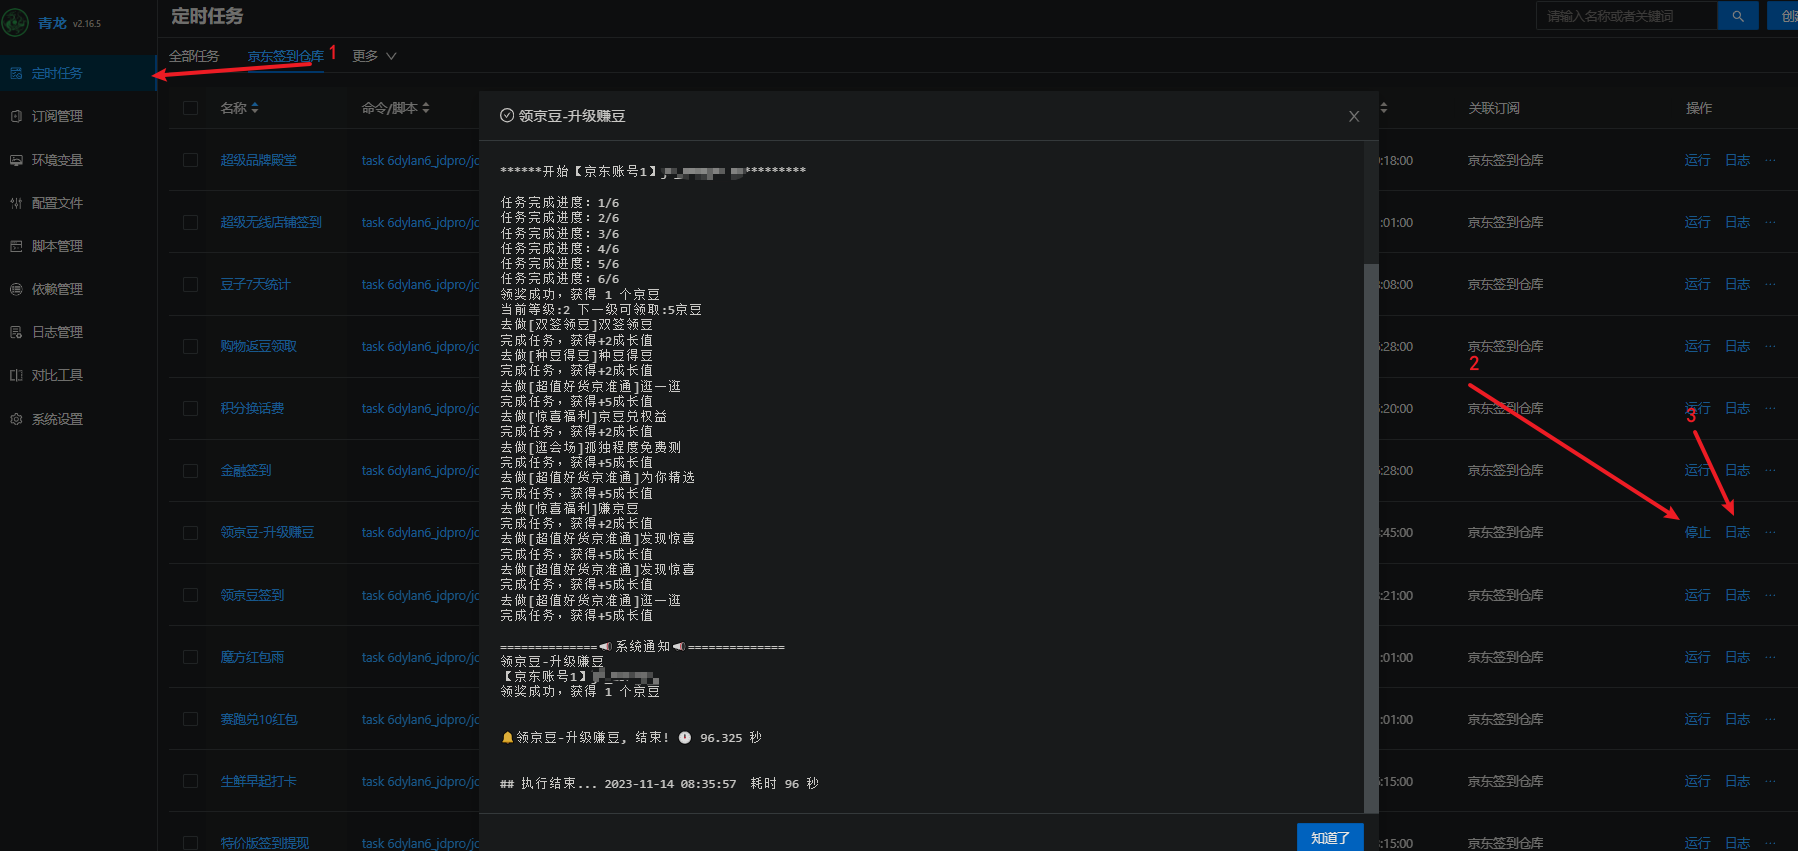 青龙 v2.16.5
定时任务
请输入名称或者关键词
定时任务
订阅管理
环境变量
配置文件
脚本管理
依赖管理
日志管理
对比工具
系统设置
全部任务 京东签到仓库 1 更多
名称 命令/脚本 关联订阅 操作
超级品牌殿堂 task 6dylan6_jdpro/jd :18:00 京东签到仓库 运行 日志 ...
超级无线店铺签到 task 6dylan6_jdpro/jd :01:00 京东签到仓库 运行 日志 ...
豆子7天统计 task 6dylan6_jdpro/jd :08:00 京东签到仓库 运行 日志 ...
购物返豆领取 task 6dylan6_jdpro/jd :28:00 京东签到仓库 运行 日志 ...
2
积分换话费 task 6dylan6_jdpro/jd :20:00 京东签到仓库 运行 日志 ...
3
金融签到 task 6dylan6_jdpro/jd :28:00 京东签到仓库 运行 日志 ...
领京豆-升级赚豆 task 6dylan6_jdpro/jd :45:00 京东签到仓库 停止 日志 ...
领京豆签到 task 6dylan6_jdpro/jd :21:00 京东签到仓库 运行 日志 ...
魔方红包雨 task 6dylan6_jdpro/jd :01:00 京东签到仓库 运行 日志 ...
赛跑兑10红包 task 6dylan6_jdpro/jd :01:00 京东签到仓库 运行 日志 ...
生鲜早起打卡 task 6dylan6_jdpro/jd :15:00 京东签到仓库 运行 日志 ...
特价版签到提现 task 6dylan6_jdpro/jd :15:00 京东签到仓库 运行 日志 ...
领京豆-升级赚豆
******开始【京东账号1】*********
任务完成进度: 1/6
任务完成进度: 2/6
任务完成进度: 3/6
任务完成进度: 4/6
任务完成进度: 5/6
任务完成进度: 6/6
领奖成功，获得 1 个京豆
当前等级:2 下一级可领取:5京豆
去做[双签领豆]双签领豆
完成任务，获得+2成长值
去做[种豆得豆]种豆得豆
完成任务，获得+2成长值
去做[超值好货京准通]逛一逛
完成任务，获得+5成长值
去做[惊喜福利]京豆兑权益
完成任务，获得+2成长值
去做[逛会场]孤独程度免费测
完成任务，获得+5成长值
去做[超值好货京准通]为你精选
完成任务，获得+5成长值
去做[惊喜福利]赚京豆
完成任务，获得+2成长值
去做[超值好货京准通]发现惊喜
完成任务，获得+5成长值
去做[超值好货京准通]发现惊喜
完成任务，获得+5成长值
去做[超值好货京准通]逛一逛
完成任务，获得+5成长值
==============📣系统通知📣==============
领京豆-升级赚豆
【京东账号1】
领奖成功，获得 1 个京豆
🔔领京豆-升级赚豆, 结束! 🕛 96.325 秒
## 执行结束... 2023-11-14 08:35:57 耗时 96 秒
知道了